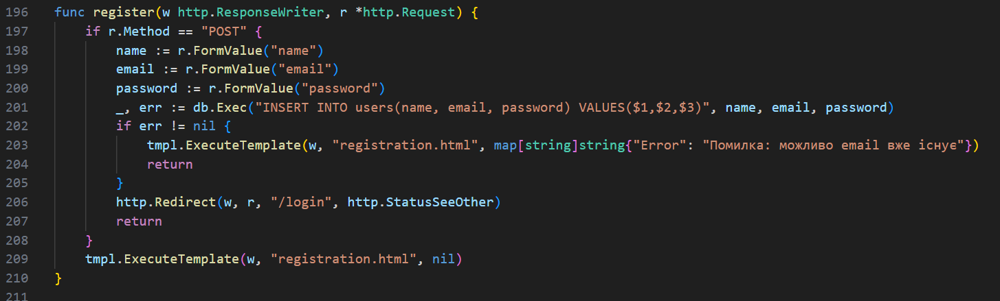 196 func register(w http.ResponseWriter, r *http.Request) {
197     if r.Method == "POST" {
198         name := r.FormValue("name")
199         email := r.FormValue("email")
200         password := r.FormValue("password")
201         _, err := db.Exec("INSERT INTO users(name, email, password) VALUES($1,$2,$3)", name, email, password)
202         if err != nil {
203             tmpl.ExecuteTemplate(w, "registration.html", map[string]string{"Error": "Помилка: можливо email вже існує"})
204             return
205         }
206         http.Redirect(w, r, "/login", http.StatusSeeOther)
207         return
208     }
209     tmpl.ExecuteTemplate(w, "registration.html", nil)
210 }
211